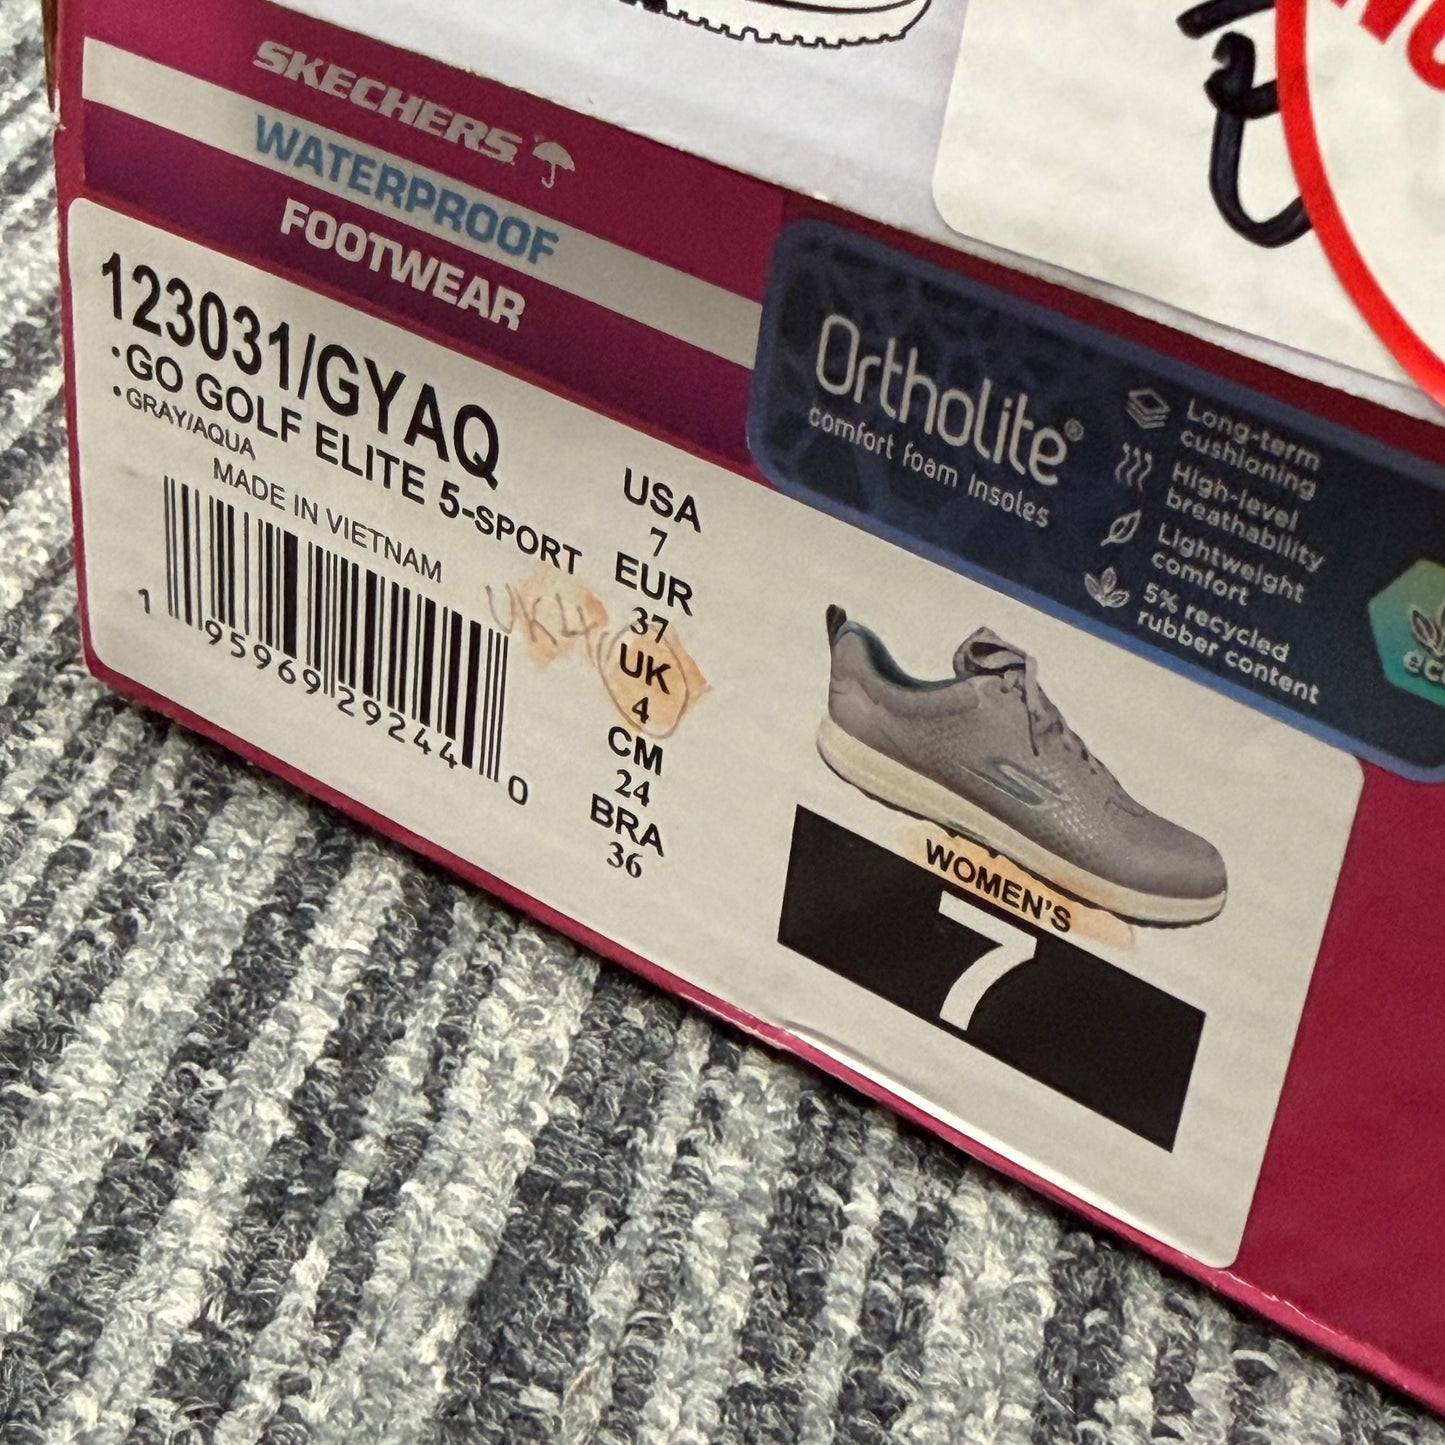 SKECHERS
WATERPROOF
FOOTWEAR
123031/GYAQ
•GO GOLF ELITE 5-SPORT
•GRAY/AQUA
MADE IN VIETNAM
1 95969 29244 0
UK4
USA
7
EUR
37
UK
4
CM
24
BRA
36
Ortholite®
comfort foam insoles
Long-term
cushioning
High-level
breathability
Lightweight
comfort
5% recycled
rubber content
WOMEN'S
7